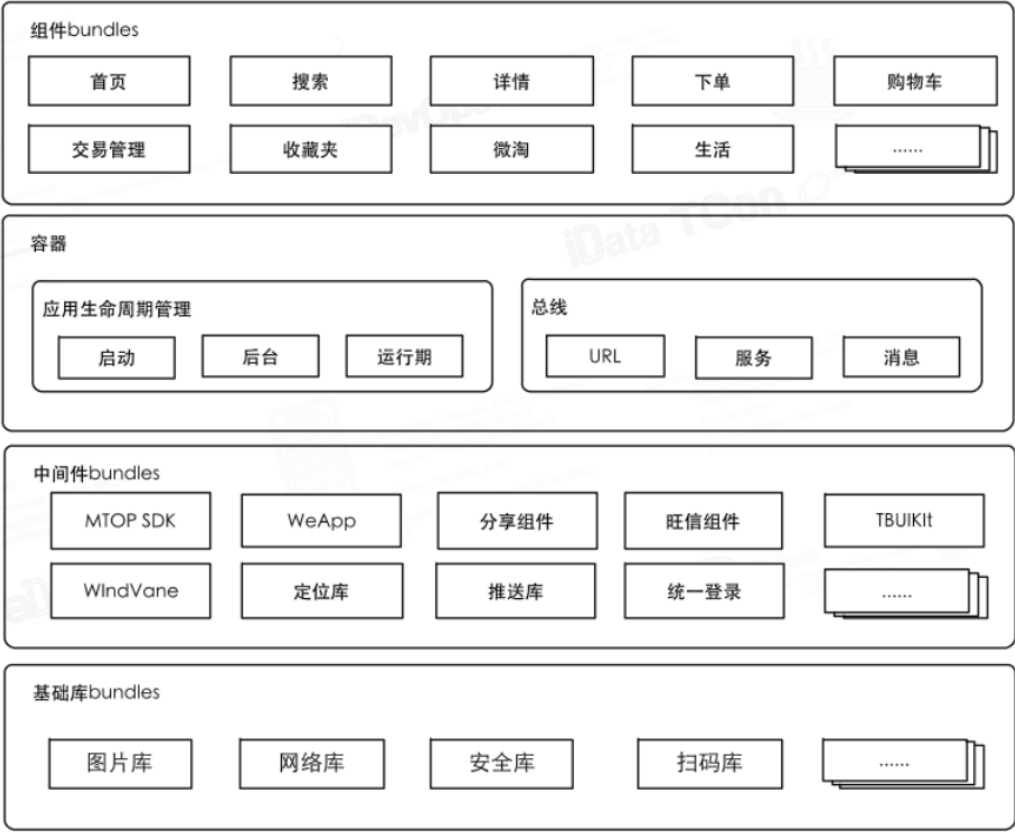 组件bundles
首页
搜索
详情
下单
购物车
交易管理
收藏夹
微淘
生活
......
iData TCon
容器
应用生命周期管理
启动
后台
运行期
总线
URL
服务
消息
中间件bundles
MTOP SDK
WeApp
分享组件
旺信组件
TBUIKIt
WIndVane
定位库
推送库
统一登录
......
基础库bundles
图片库
网络库
安全库
扫码库
......